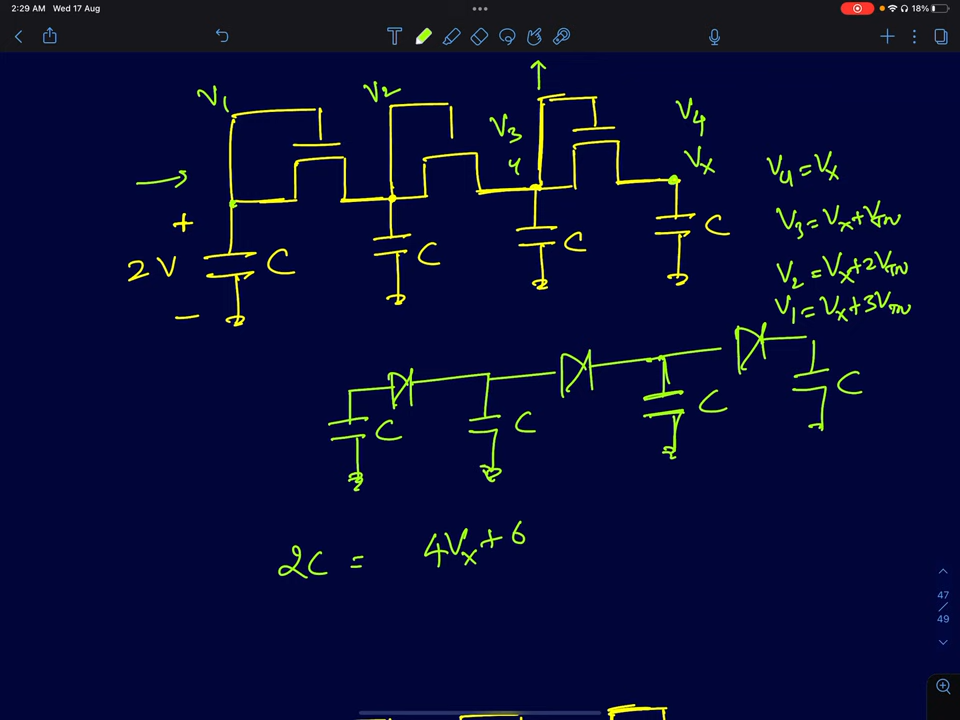 2:29 AM Wed 17 Aug
18%
V1
V2
V3
4
V4
Vx
V4 = Vx
V3 = Vx + VTN
V2 = Vx + 2VTN
V1 = Vx + 3VTN
+
2V
-
C
C
C
C
C
C
C
C
2C = 4Vx + 6
47
/
49